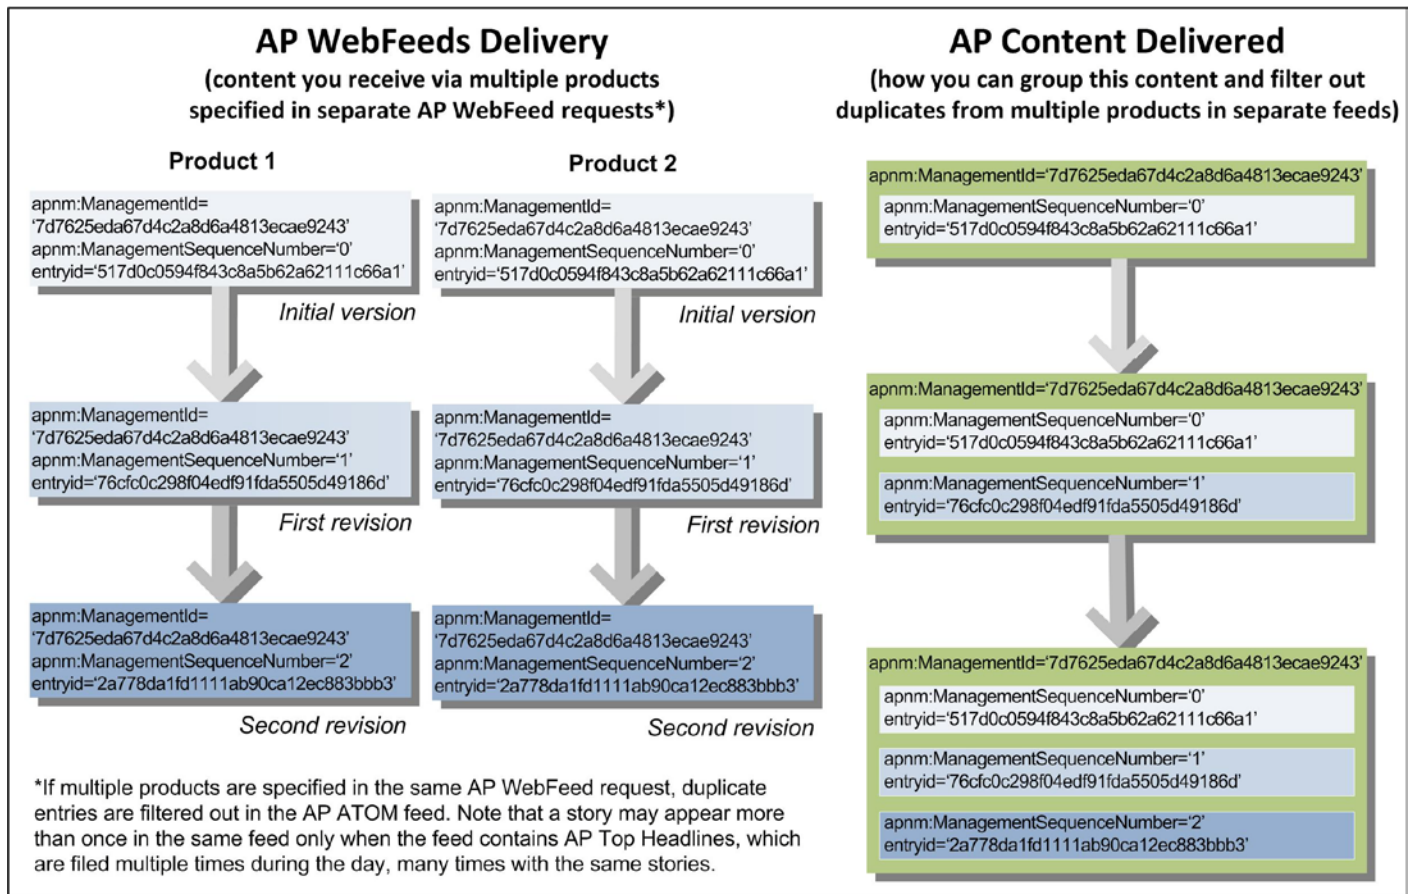 AP WebFeeds Delivery
(content you receive via multiple products
specified in separate AP WebFeed requests*)
Product 1
apnm:ManagementId=
‘7d7625eda67d4c2a8d6a4813ecae9243’
apnm:ManagementSequenceNumber=‘0’
entryid=‘517d0c0594f843c8a5b62a62111c66a1’
Initial version
apnm:ManagementId=
‘7d7625eda67d4c2a8d6a4813ecae9243’
apnm:ManagementSequenceNumber=‘1’
entryid=‘76cfc0c298f04edf91fda5505d49186d’
First revision
apnm:ManagementId=
‘7d7625eda67d4c2a8d6a4813ecae9243’
apnm:ManagementSequenceNumber=‘2’
entryid=‘2a778da1fd1111ab90ca12ec883bbb3’
Second revision
Product 2
apnm:ManagementId=
‘7d7625eda67d4c2a8d6a4813ecae9243’
apnm:ManagementSequenceNumber=‘0’
entryid=‘517d0c0594f843c8a5b62a62111c66a1’
Initial version
apnm:ManagementId=
‘7d7625eda67d4c2a8d6a4813ecae9243’
apnm:ManagementSequenceNumber=‘1’
entryid=‘76cfc0c298f04edf91fda5505d49186d’
First revision
apnm:ManagementId=
‘7d7625eda67d4c2a8d6a4813ecae9243’
apnm:ManagementSequenceNumber=‘2’
entryid=‘2a778da1fd1111ab90ca12ec883bbb3’
Second revision
*If multiple products are specified in the same AP WebFeed request, duplicate
entries are filtered out in the AP ATOM feed. Note that a story may appear more
than once in the same feed only when the feed contains AP Top Headlines, which
are filed multiple times during the day, many times with the same stories.
AP Content Delivered
(how you can group this content and filter out
duplicates from multiple products in separate feeds)
apnm:ManagementId=‘7d7625eda67d4c2a8d6a4813ecae9243’
apnm:ManagementSequenceNumber=‘0’
entryid=‘517d0c0594f843c8a5b62a62111c66a1’
apnm:ManagementId=‘7d7625eda67d4c2a8d6a4813ecae9243’
apnm:ManagementSequenceNumber=‘0’
entryid=‘517d0c0594f843c8a5b62a62111c66a1’
apnm:ManagementSequenceNumber=‘1’
entryid=‘76cfc0c298f04edf91fda5505d49186d’
apnm:ManagementId=‘7d7625eda67d4c2a8d6a4813ecae9243’
apnm:ManagementSequenceNumber=‘0’
entryid=‘517d0c0594f843c8a5b62a62111c66a1’
apnm:ManagementSequenceNumber=‘1’
entryid=‘76cfc0c298f04edf91fda5505d49186d’
apnm:ManagementSequenceNumber=‘2’
entryid=‘2a778da1fd1111ab90ca12ec883bbb3’